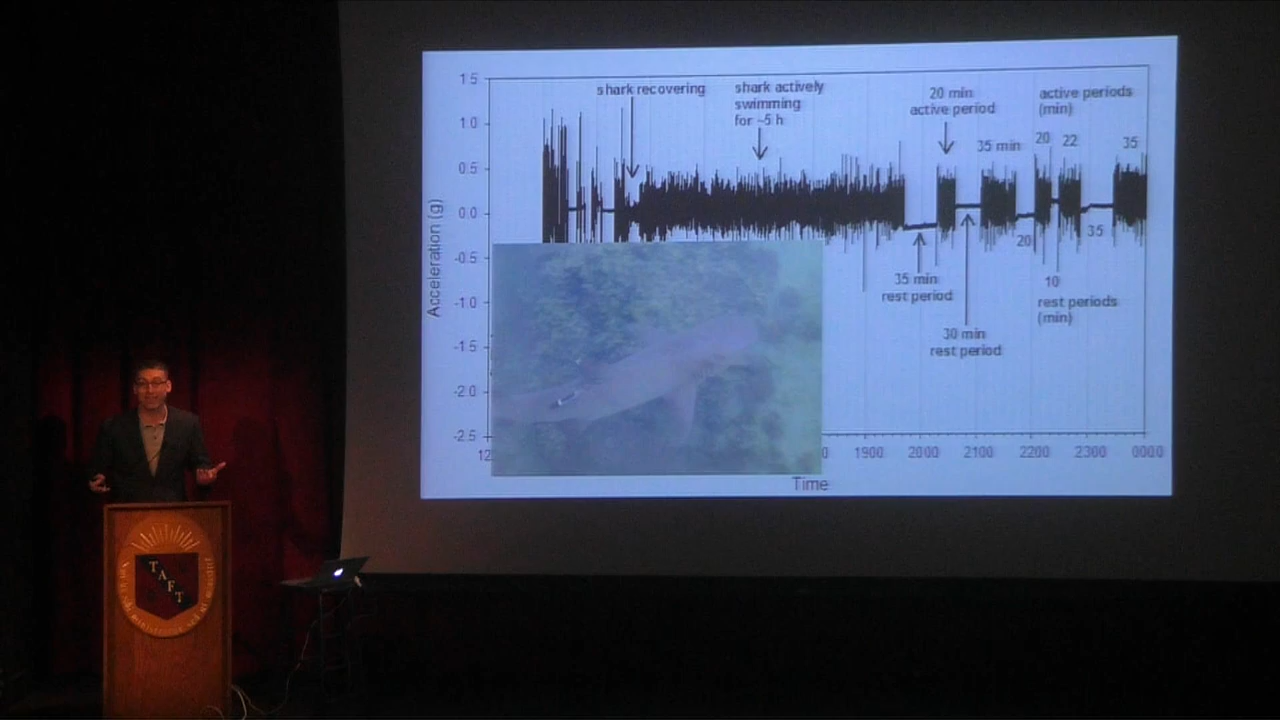 shark recovering
shark actively
swimming
for ~5 h
20 min
active period
active periods
(min)
35 min
20
22
35
1.5
1.0
0.5
0.0
-0.5
-1.0
-1.5
-2.0
-2.5
Acceleration (g)
35 min
rest period
30 min
rest period
20
10
35
rest periods
(min)
12
1900
2000
2100
2200
2300
0000
Time
TAFT